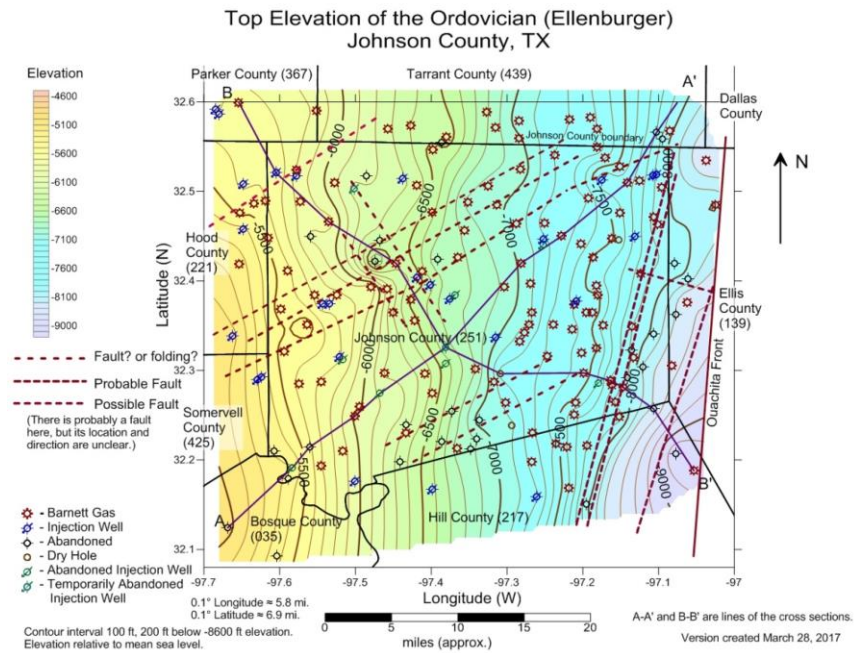 Top Elevation of the Ordovician (Ellenburger)
Johnson County, TX
Elevation
-4600
-5100
-5600
-6100
-6600
-7100
-7600
-8100
-9000
Parker County (367)
Tarrant County (439)
Dallas
County
B
A'
Johnson County boundary
N
32.6
32.5
32.4
32.3
32.2
32.1
Latitude (N)
-6000
-6500
-7000
-7500
-8000
-5500
Hood
County
(221)
Ellis
County
(139)
Johnson County (251)
Ouachita Front
-6000
-8000
Fault? or folding?
Probable Fault
Possible Fault
(There is probably a fault
here, but its location and
direction are unclear.)
Somervell
County
(425)
-5500
-6500
-7000
-7500
-9000
B'
A
Bosque County
(035)
Hill County (217)
- Barnett Gas
- Injection Well
- Abandoned
- Dry Hole
- Abandoned Injection Well
- Temporarily Abandoned
Injection Well
-97.7
-97.6
-97.5
-97.4
-97.3
-97.2
-97.1
-97
Longitude (W)
0.1° Longitude ≈ 5.8 mi.
0.1° Latitude ≈ 6.9 mi.
0
5
10
15
20
miles (approx.)
A-A' and B-B' are lines of the cross sections.
Contour interval 100 ft, 200 ft below -8600 ft elevation.
Elevation relative to mean sea level.
Version created March 28, 2017